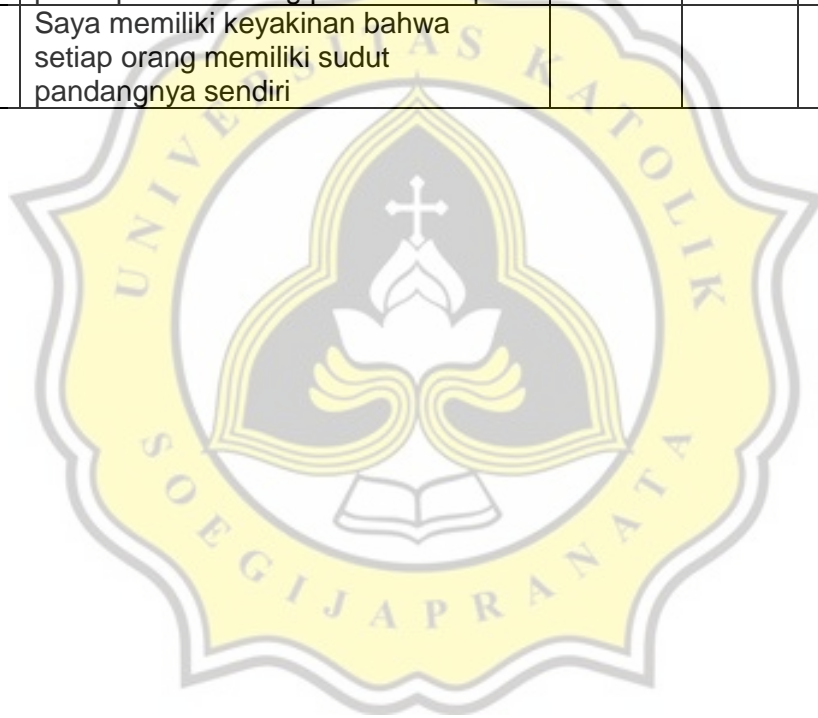 Saya memiliki keyakinan bahwa
setiap orang memiliki sudut
pandangnya sendiri
UNIVERSITAS KATOLIK
SOEGIJAPRANATA